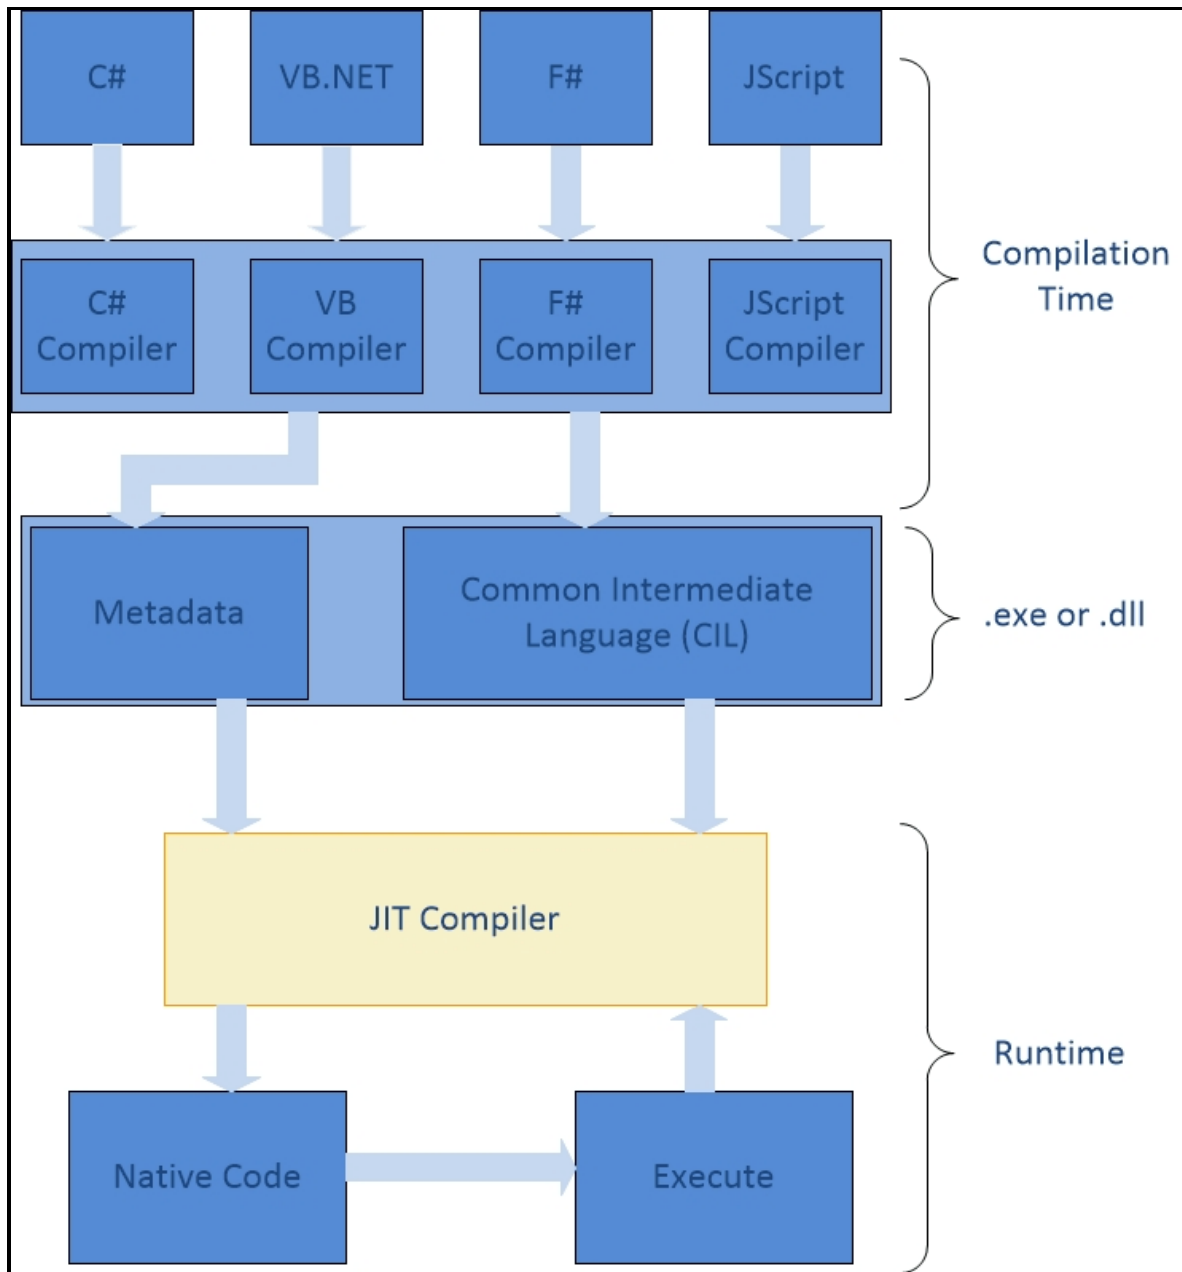 C#
VB.NET
F#
JScript
C#
Compiler
VB
Compiler
F#
Compiler
JScript
Compiler
Compilation
Time
Metadata
Common Intermediate
Language (CIL)
.exe or .dll
JIT Compiler
Runtime
Native Code
Execute